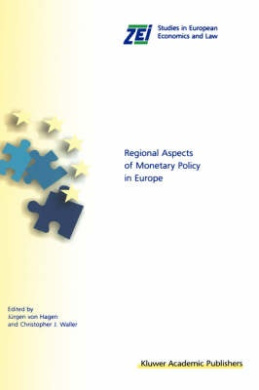 ZEI
Studies in European
Economics and Law
Regional Aspects
of Monetary Policy
in Europe
Edited by
Jürgen von Hagen
and Christopher J. Waller
Kluwer Academic Publishers